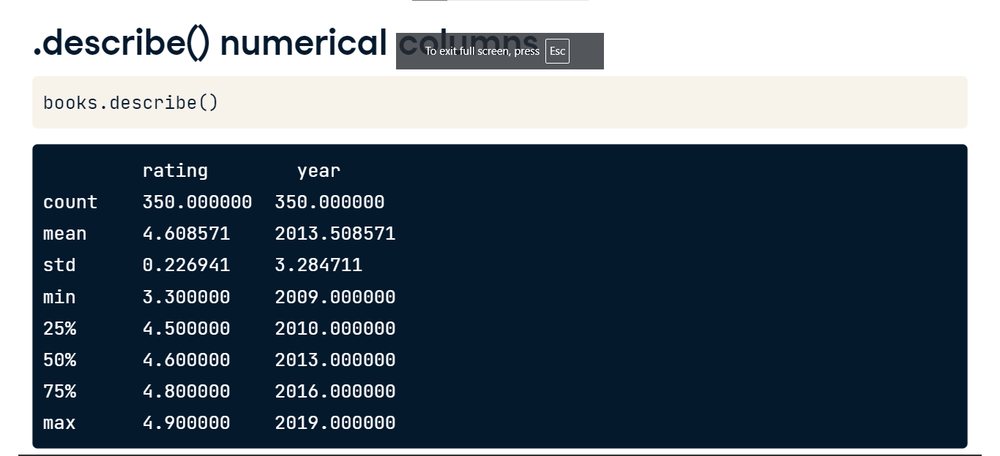 .describe() numerical columns
To exit full screen, press Esc
books.describe()
rating year
count 350.000000 350.000000
mean 4.608571 2013.508571
std 0.226941 3.284711
min 3.300000 2009.000000
25% 4.500000 2010.000000
50% 4.600000 2013.000000
75% 4.800000 2016.000000
max 4.900000 2019.000000